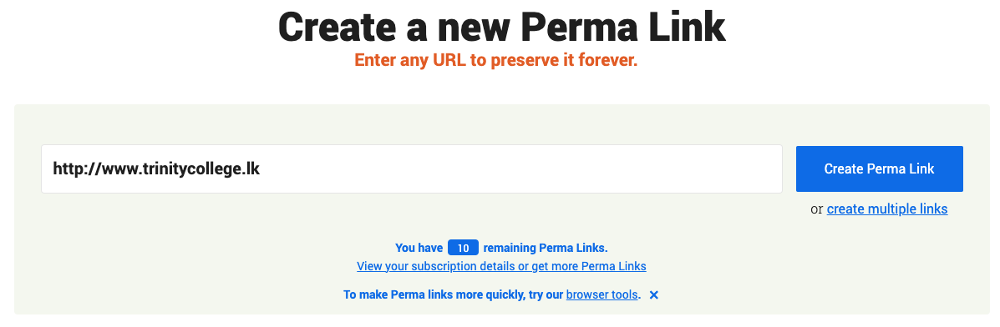 Create a new Perma Link
Enter any URL to preserve it forever.
http://www.trinitycollege.lk
Create Perma Link
or create multiple links
You have 10 remaining Perma Links.
View your subscription details or get more Perma Links
To make Perma links more quickly, try our browser tools. ×